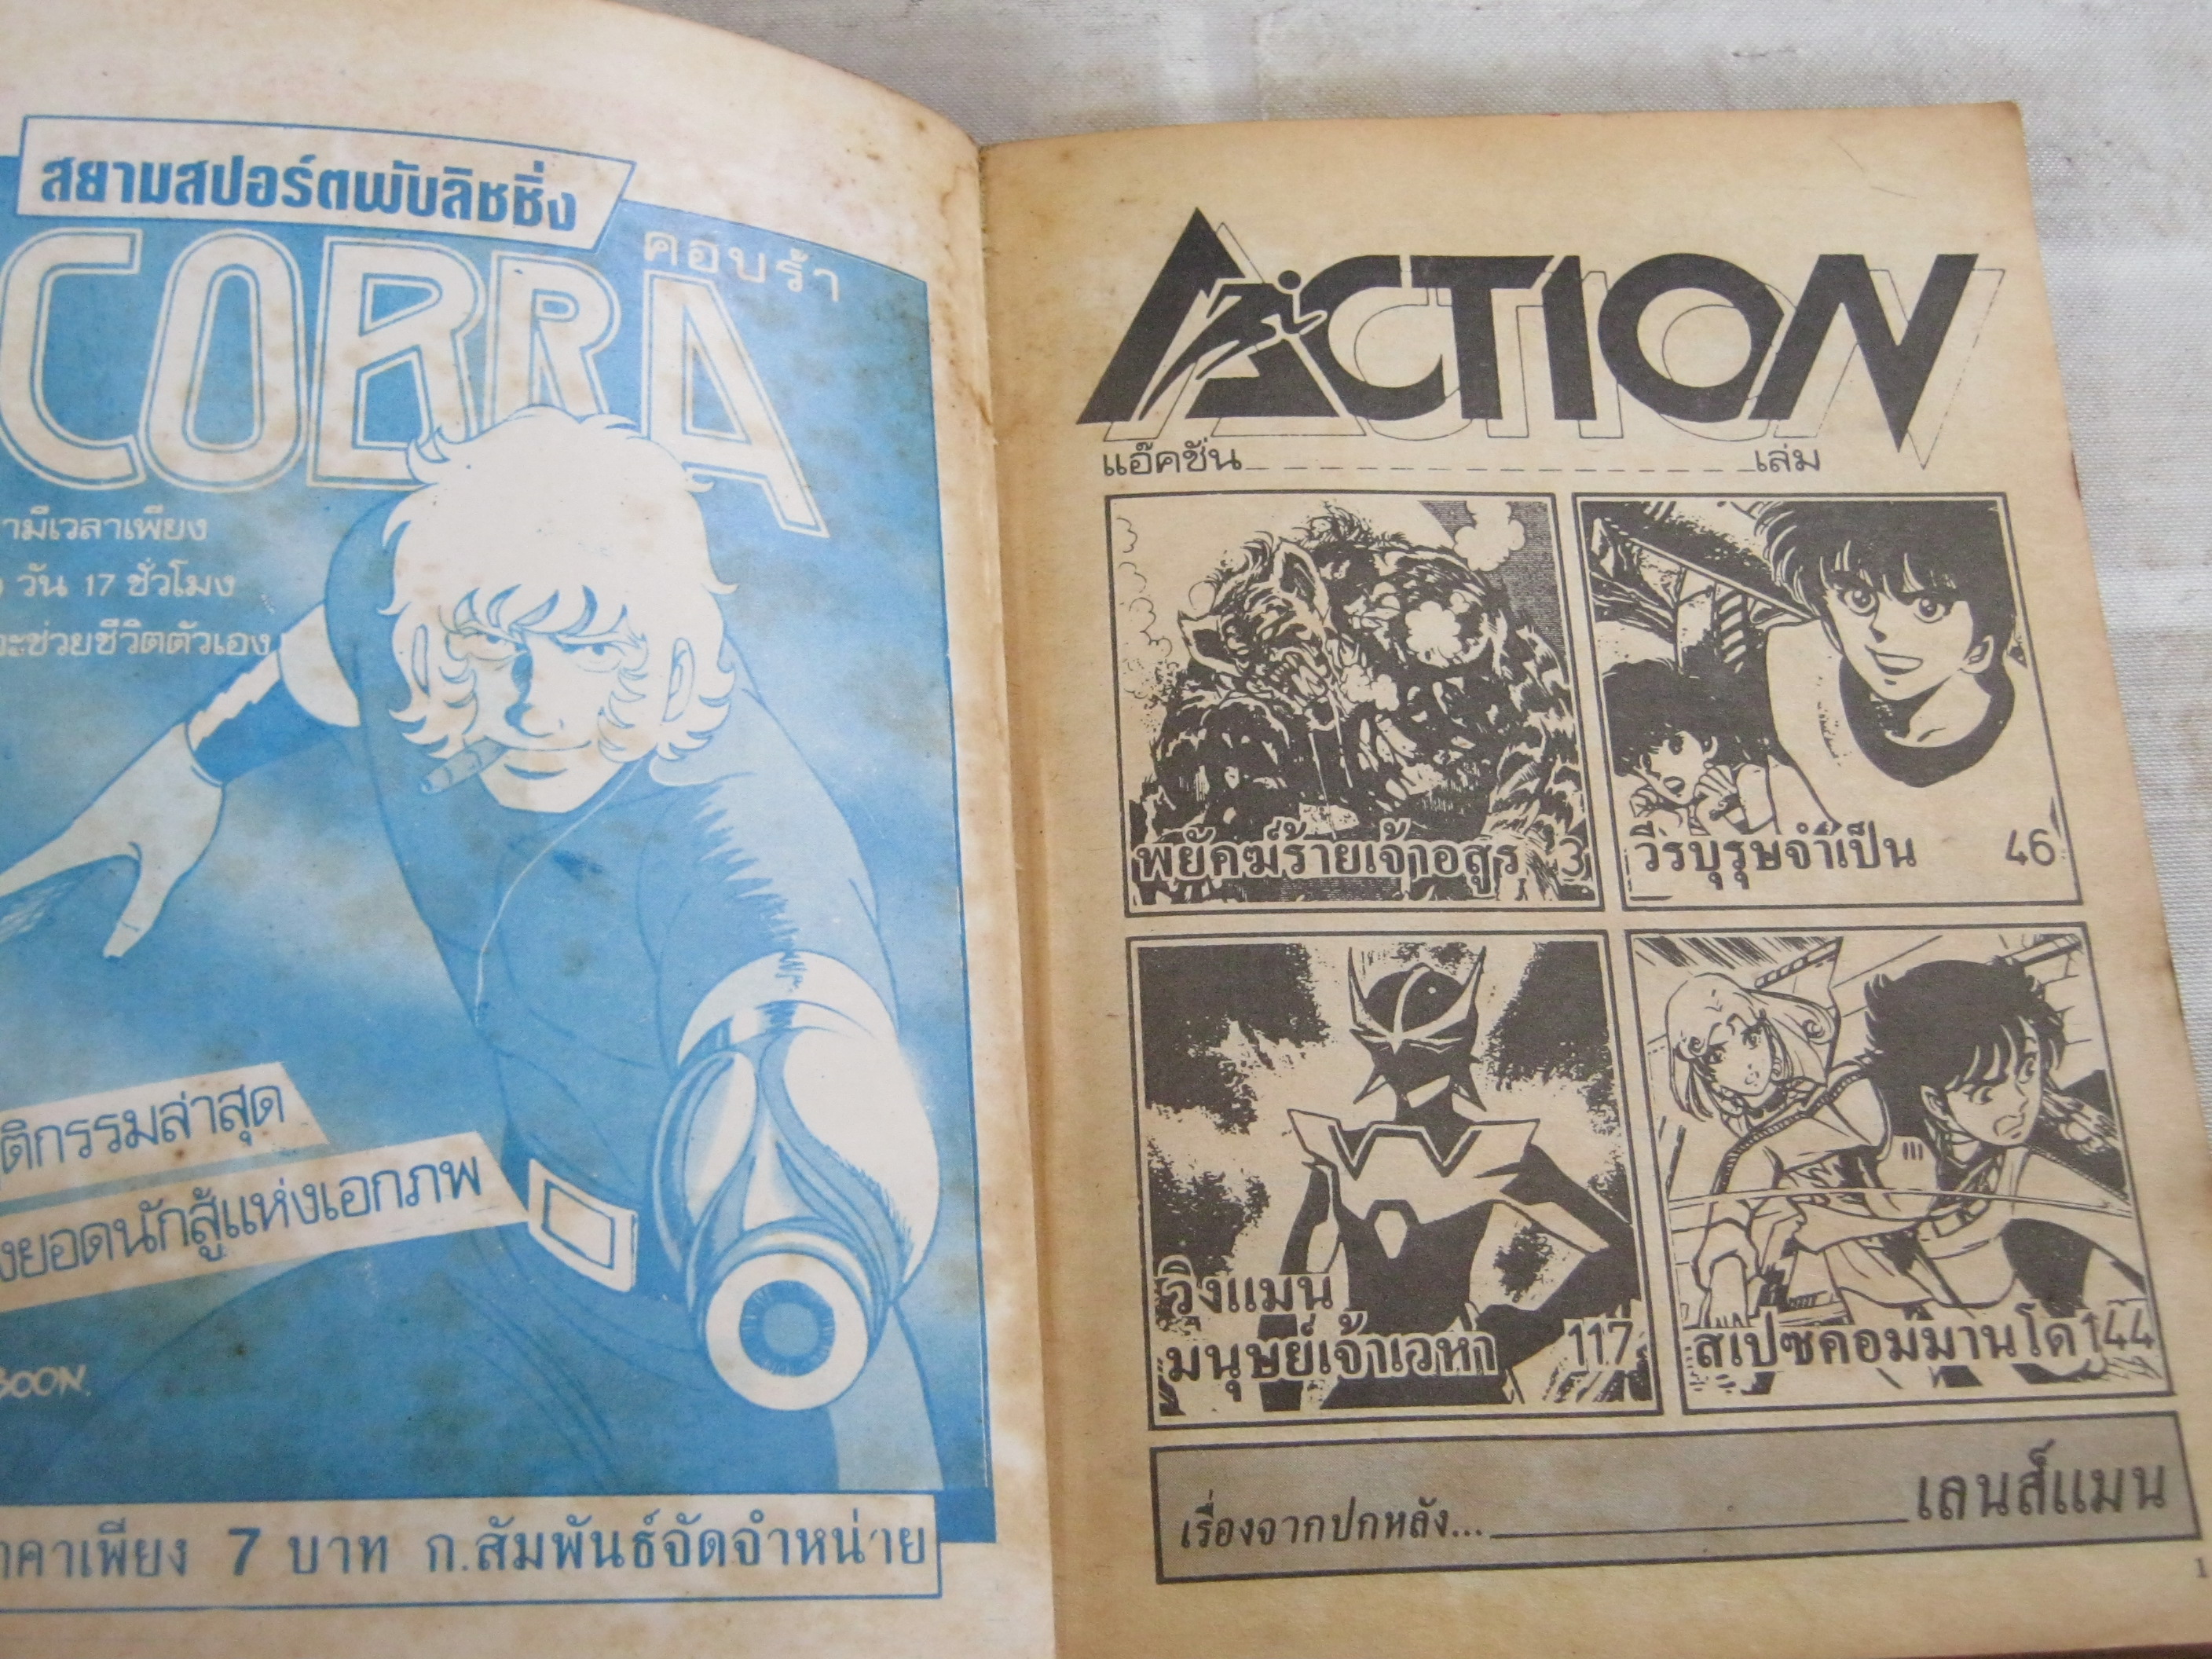 สยามสปอร์ตพับลิชชิ่ง
COBRA
คอบร้า
ามีเวลาเพียง
วัน 17 ชั่วโมง
ะช่วยชีวิตตัวเอง
ติกรรมล่าสุด
งยอดนักสู้แห่งเอกภพ
BOON.
าคาเพียง 7 บาท ก.สัมพันธ์จัดจำหน่าย
ACTION
แอ๊คชั่น เล่ม
พยัคฆ์ร้ายเจ้าอสูร 3
วีรบุรุษจำเป็น 46
วิงแมน
มนุษย์เจ้าเวหา 117
สเปซคอมมานโด 144
เรื่องจากปกหลัง... เลนส์แมน
1